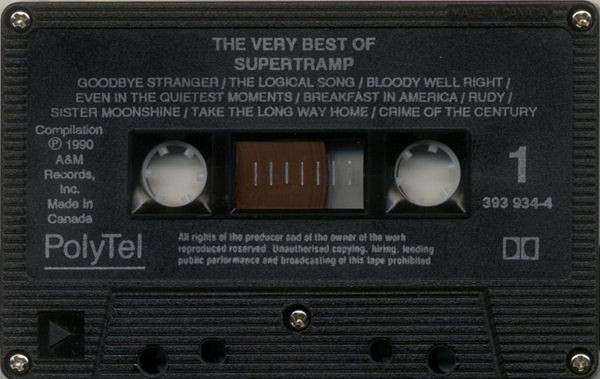 THE VERY BEST OF
SUPERTRAMP
GOODBYE STRANGER / THE LOGICAL SONG / BLOODY WELL RIGHT /
EVEN IN THE QUIETEST MOMENTS / BREAKFAST IN AMERICA / RUDY /
SISTER MOONSHINE / TAKE THE LONG WAY HOME / CRIME OF THE CENTURY
Compilation
℗ 1990
A&M
Records,
Inc.
Made In
Canada
PolyTel
1
393 934-4
All rights of the producer and of the owner of the work
reproduced reserved. Unauthorised copying, hiring, lending
public performance and broadcasting of this tape prohibited